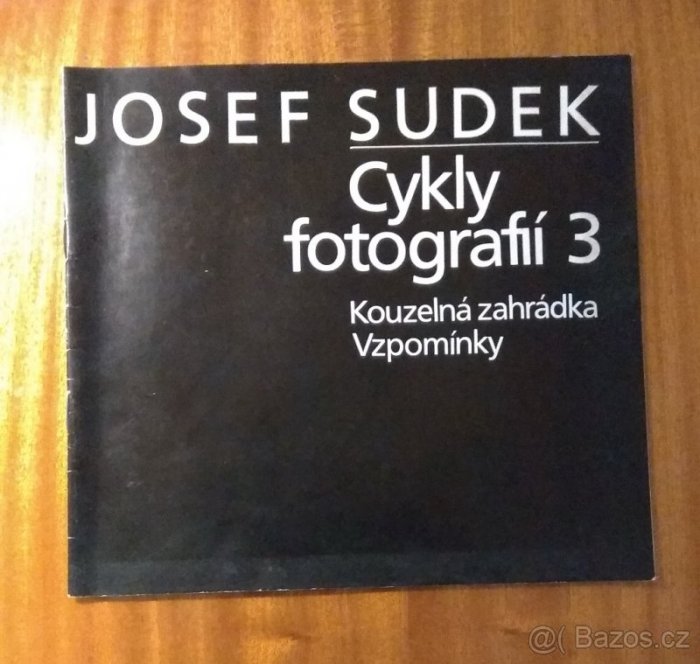 JOSEF SUDEK
Cykly
fotografií 3
Kouzelná zahrádka
Vzpomínky
@( Bazos.cz